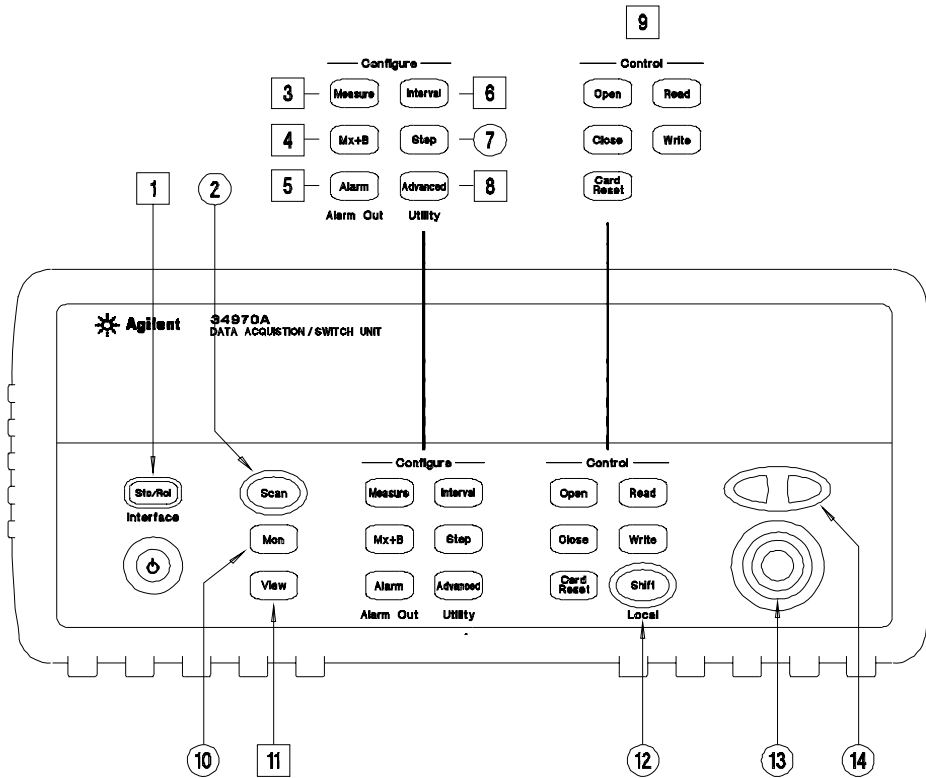 9
Configure
Control
3 Measure Interval 6
Open Read
4 Mx+B Step 7
Close Write
5 Alarm Advanced 8
Card Reset
Alarm Out Utility
1 2
Agilent
34970A
DATA ACQUISTION / SWITCH UNIT
Configure
Control
Sto/Rcl
Scan
Measure Interval
Open Read
Interface
Mon
Mx+B Step
Close Write
View
Alarm Advanced
Card Reset
Shift
Alarm Out Utility
Local
10 11 12 13 14